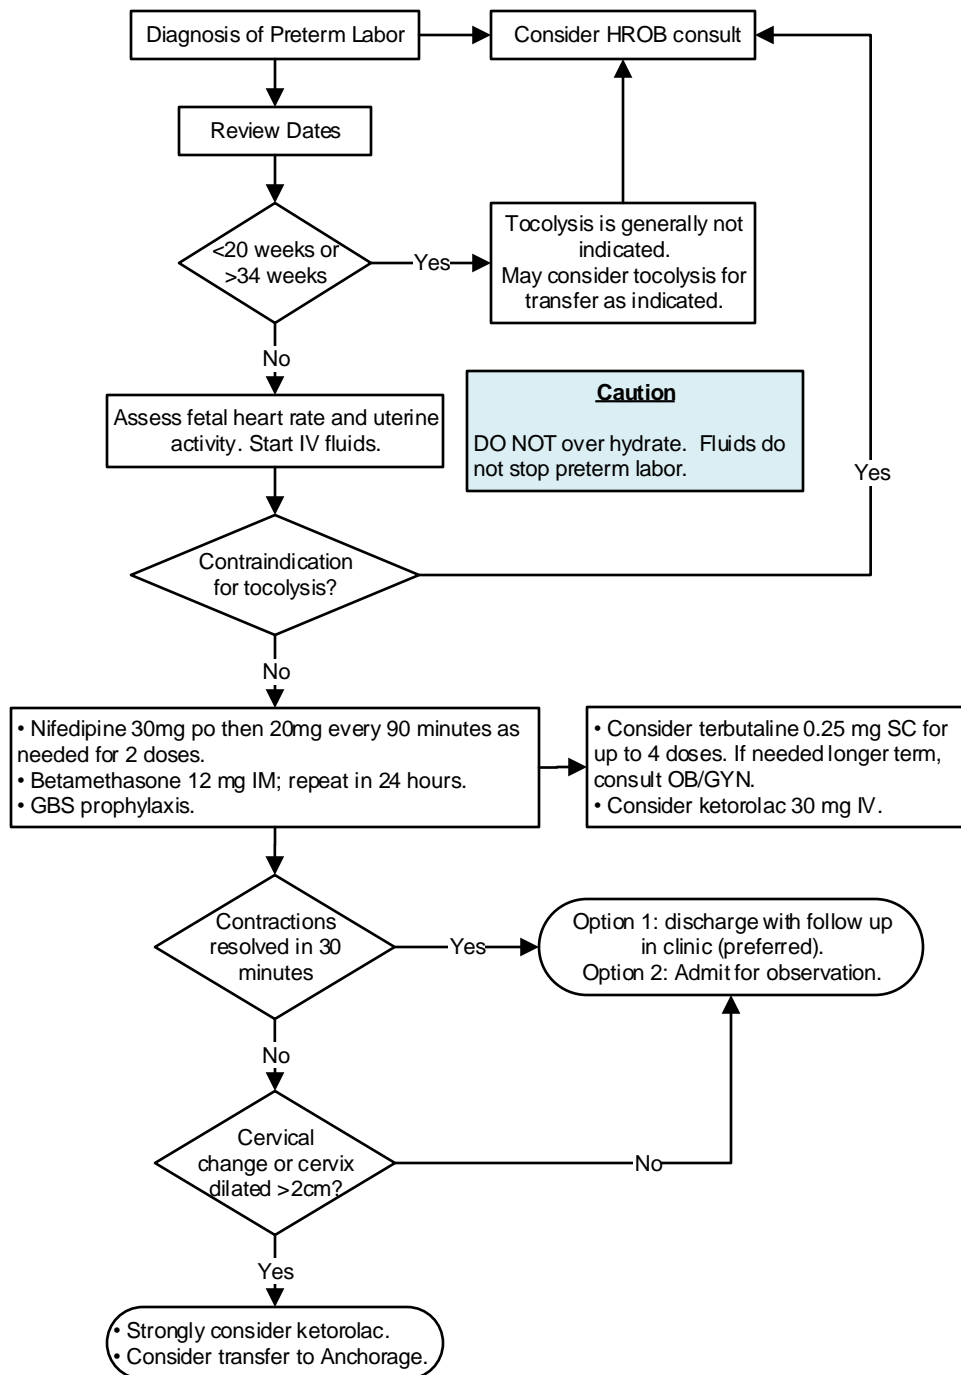 Diagnosis of Preterm Labor
Consider HROB consult
Review Dates
<20 weeks or
>34 weeks
Yes
Tocolysis is generally not
indicated.
May consider tocolysis for
transfer as indicated.
No
Assess fetal heart rate and uterine
activity. Start IV fluids.
Caution
DO NOT over hydrate.  Fluids do
not stop preterm labor.
Yes
Contraindication
for tocolysis?
No
• Nifedipine 30mg po then 20mg every 90 minutes as
needed for 2 doses.
• Betamethasone 12 mg IM; repeat in 24 hours.
• GBS prophylaxis.
• Consider terbutaline 0.25 mg SC for
up to 4 doses. If needed longer term,
consult OB/GYN.
• Consider ketorolac 30 mg IV.
Contractions
resolved in 30
minutes
Yes
Option 1: discharge with follow up
in clinic (preferred).
Option 2: Admit for observation.
No
Cervical
change or cervix
dilated >2cm?
No
Yes
• Strongly consider ketorolac.
• Consider transfer to Anchorage.